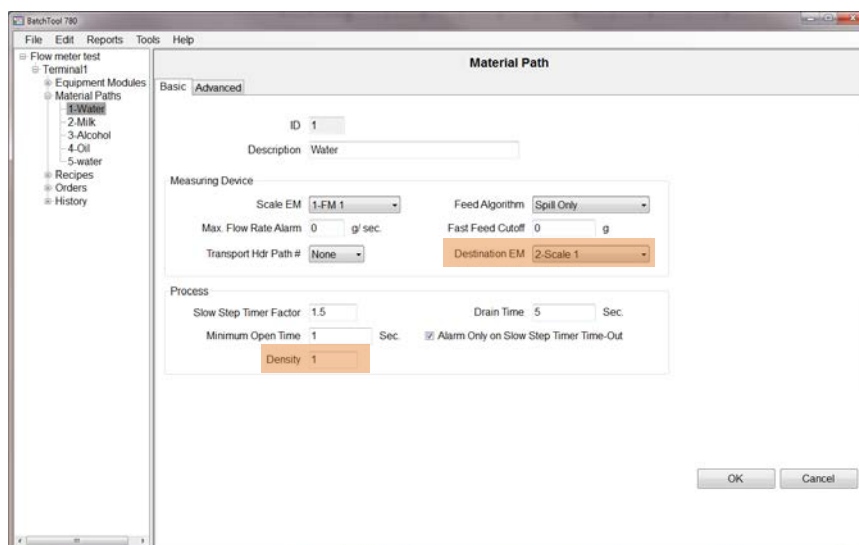 BatchTool 780
File Edit Reports Tools Help
Flow meter test
Terminal1
Equipment Modules
Material Paths
1-Water
2-Milk
3-Alcohol
4-Oil
5-water
Recipes
Orders
History
Material Path
Basic Advanced
ID 1
Description Water
Measuring Device
Scale EM 1-FM 1 Feed Algorithm Spill Only
Max. Flow Rate Alarm 0 g/ sec. Fast Feed Cutoff 0 g
Transport Hdr Path # None Destination EM 2-Scale 1
Process
Slow Step Timer Factor 1.5 Drain Time 5 Sec.
Minimum Open Time 1 Sec. Alarm Only on Slow Step Timer Time-Out
Density 1
OK Cancel